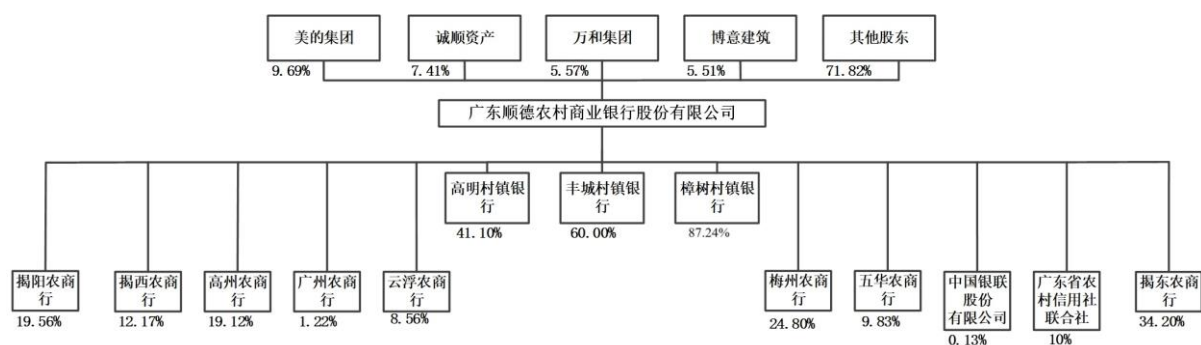 美的集团
诚顺资产
万和集团
博意建筑
其他股东
9.69%
7.41%
5.57%
5.51%
71.82%
广东顺德农村商业银行股份有限公司
高明村镇银
行
41.10%
丰城村镇银
行
60.00%
樟树村镇银
行
87.24%
揭阳农商
行
19.56%
揭西农商
行
12.17%
高州农商
行
19.12%
广州农商
行
1.22%
云浮农商
行
8.56%
梅州农商
行
24.80%
五华农商
行
9.83%
中国银联
股份
有限公司
0.13%
广东省农
村信用社
联合社
10%
揭东农商
行
34.20%